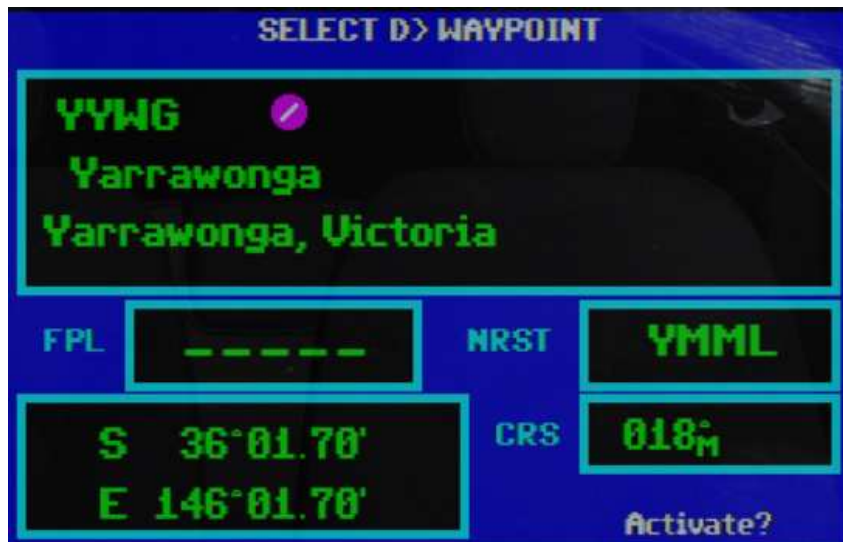 SELECT D> WAYPOINT
YYWG
Yarrawonga
Yarrawonga, Victoria
FPL _ _ _ _ _ NRST YMML
S 36°01.70'
E 146°01.70'
CRS 018°M
Activate?